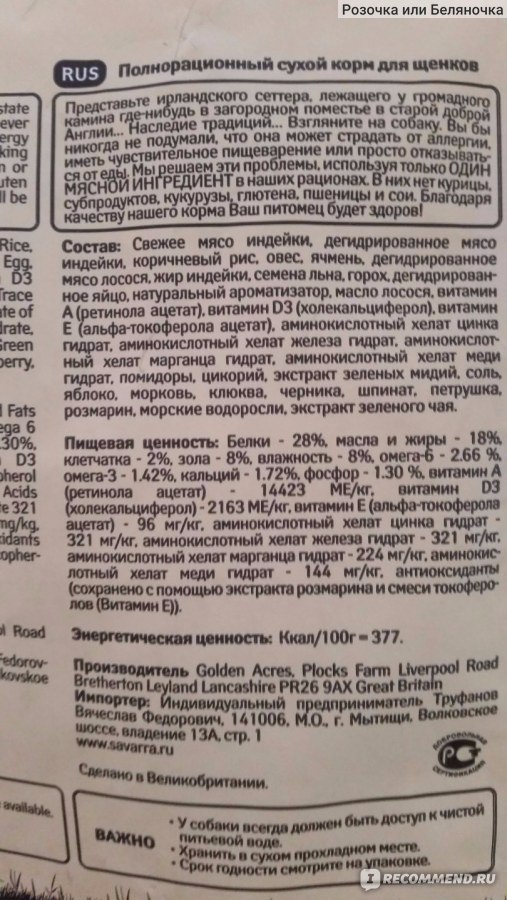 Розочка или Беляночка
RUS
Полнорационный сухой корм для щенков
Представьте ирландского сеттера, лежащего у громадного
камина где-нибудь в загородном поместье в старой доброй
Англии... Наследие традиций... Взгляните на собаку. Вы бы
никогда не подумали, что она может страдать от аллергии,
иметь чувствительное пищеварение или просто отказывать-
ся от еды. Мы решаем эти проблемы, используя только ОДИН
МЯСНОЙ ИНГРЕДИЕНТ в наших рационах. В них нет курицы,
субпродуктов, кукурузы, глютена, пшеницы и сои. Благодаря
качеству нашего корма Ваш питомец будет здоров!
Состав: Свежее мясо индейки, дегидрированное мясо
индейки, коричневый рис, овес, ячмень, дегидрированное
мясо лосося, жир индейки, семена льна, горох, дегидрирован-
ное яйцо, натуральный ароматизатор, масло лосося, витамин
А (ретинола ацетат), витамин D3 (холекальциферол), витамин
Е (альфа-токоферола ацетат), аминокислотный хелат цинка
гидрат, аминокислотный хелат железа гидрат, аминокислот-
ный хелат марганца гидрат, аминокислотный хелат меди
гидрат, помидоры, цикорий, экстракт зеленых мидий, соль,
яблоко, морковь, клюква, черника, шпинат, петрушка,
розмарин, морские водоросли, экстракт зеленого чая.
Пищевая ценность: Белки - 28%, масла и жиры - 18%,
клетчатка - 2%, зола - 8%, влажность - 8%, омега-6 - 2.66 %,
омега-3 - 1.42%, кальций - 1.72%, фосфор - 1.30 %, витамин А
(ретинола ацетат) - 14423 МЕ/кг, витамин D3
(холекальциферол) - 2163 МЕ/кг, витамин Е (альфа-токоферола
ацетат) - 96 мг/кг, аминокислотный хелат цинка гидрат -
321 мг/кг, аминокислотный хелат железа гидрат - 321 мг/кг,
аминокислотный хелат марганца гидрат - 224 мг/кг, аминокис-
лотный хелат меди гидрат - 144 мг/кг, антиоксиданты
(сохранено с помощью экстракта розмарина и смеси токоферо-
лов (Витамин Е)).
Энергетическая ценность: Ккал/100г = 377.
Производитель Golden Acres, Plocks Farm Liverpool Road
Bretherton Leyland Lancashire PR26 9AX Great Britain
Импортер: Индивидуальный предприниматель Труфанов
Вячеслав Федорович, 141006, М.О., г. Мытищи, Волковское
шоссе, владение 13А, стр. 1
www.savarra.ru
ДОБРОВОЛЬНАЯ
СЕРТИФИКАЦИЯ
Сделано в Великобритании.
ВАЖНО
• У собаки всегда должен быть доступ к чистой
питьевой воде.
• Хранить в сухом прохладном месте.
• Срок годности смотрите на упаковке.
available.
I RECOMMEND.RU